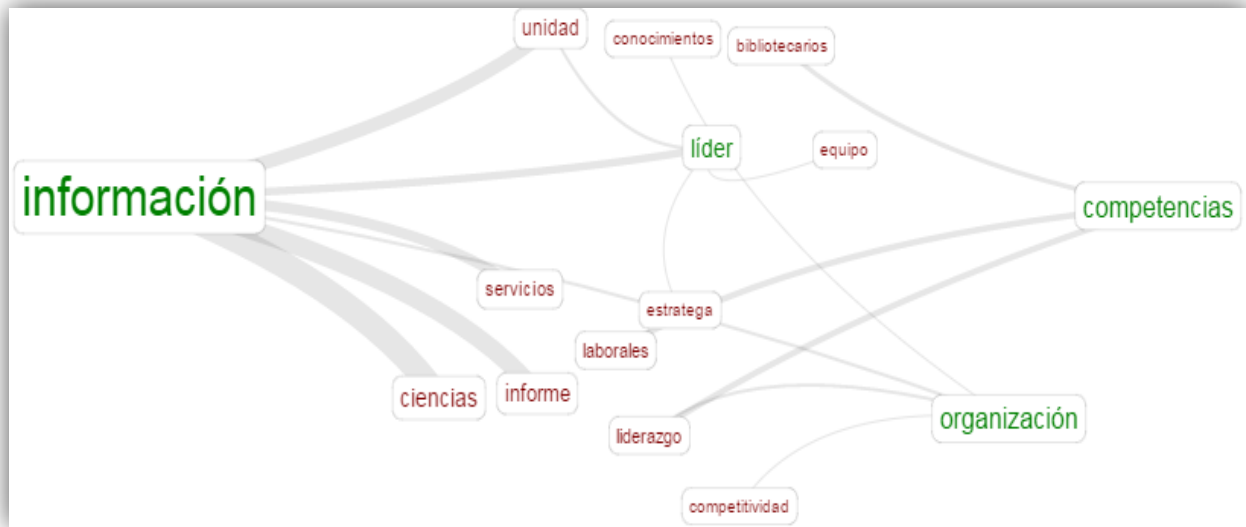 unidad
conocimientos
bibliotecarios
líder
equipo
información
competencias
servicios
estratega
laborales
ciencias
informe
organización
liderazgo
competitividad